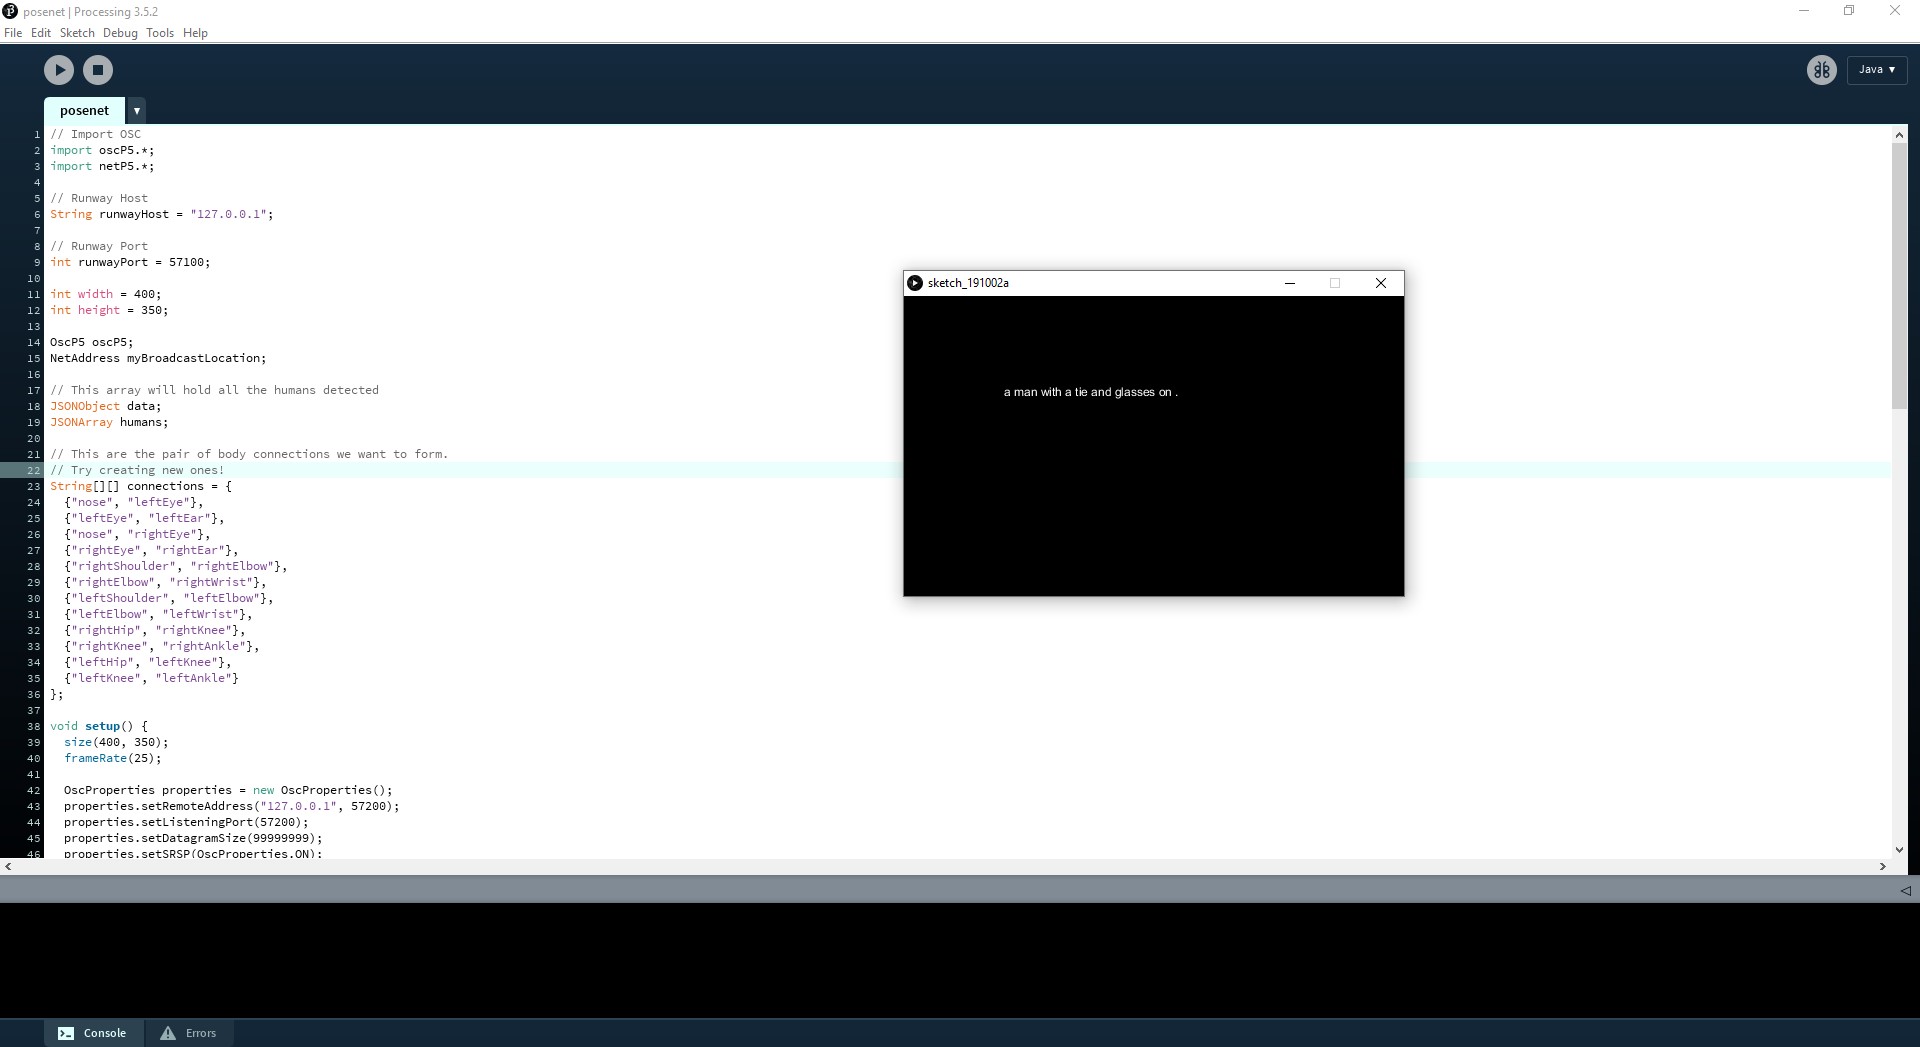 posenet | Processing 3.5.2
File Edit Sketch Debug Tools Help
Java ▼
posenet ▼
1 // Import OSC
2 import oscP5.*;
3 import netP5.*;
4
5 // Runway Host
6 String runwayHost = "127.0.0.1";
7
8 // Runway Port
9 int runwayPort = 57100;
10
11 int width = 400;
12 int height = 350;
13
14 OscP5 oscP5;
15 NetAddress myBroadcastLocation;
16
17 // This array will hold all the humans detected
18 JSONObject data;
19 JSONArray humans;
20
21 // This are the pair of body connections we want to form.
22 // Try creating new ones!
23 String[][] connections = {
24 {"nose", "leftEye"},
25 {"leftEye", "leftEar"},
26 {"nose", "rightEye"},
27 {"rightEye", "rightEar"},
28 {"rightShoulder", "rightElbow"},
29 {"rightElbow", "rightWrist"},
30 {"leftShoulder", "leftElbow"},
31 {"leftElbow", "leftWrist"},
32 {"rightHip", "rightKnee"},
33 {"rightKnee", "rightAnkle"},
34 {"leftHip", "leftKnee"},
35 {"leftKnee", "leftAnkle"}
36 };
37
38 void setup() {
39 size(400, 350);
40 frameRate(25);
41
42 OscProperties properties = new OscProperties();
43 properties.setRemoteAddress("127.0.0.1", 57200);
44 properties.setListeningPort(57200);
45 properties.setDatagramSize(99999999);
46 properties.setSRSP(OscProperties.ON);
sketch_191002a
a man with a tie and glasses on .
Console
Errors